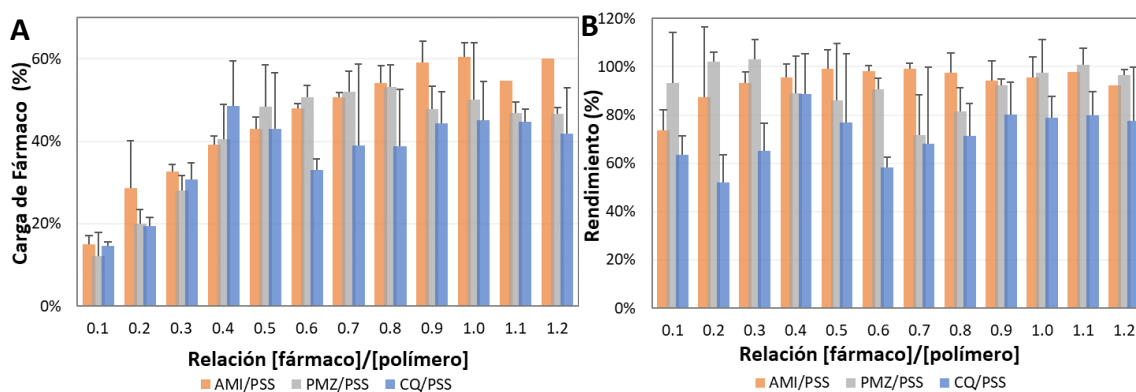 A
Carga de Fármaco (%)
60%
40%
20%
0%
0.1 0.2 0.3 0.4 0.5 0.6 0.7 0.8 0.9 1.0 1.1 1.2
Relación [fármaco]/[polímero]
AMI/PSS PMZ/PSS CQ/PSS
B
Rendimiento (%)
120%
100%
80%
60%
40%
20%
0%
0.1 0.2 0.3 0.4 0.5 0.6 0.7 0.8 0.9 1.0 1.1 1.2
Relación [fármaco]/[polímero]
AMI/PSS PMZ/PSS CQ/PSS